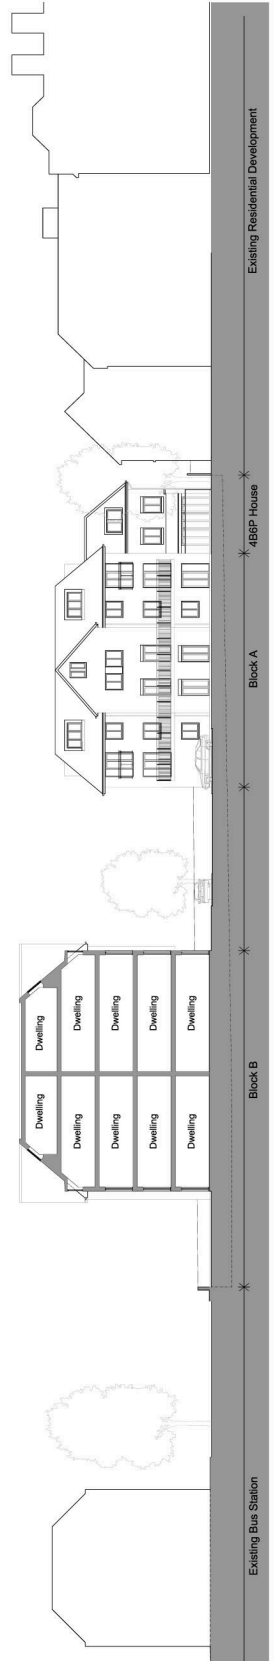 Dwelling Dwelling
Dwelling Dwelling
Dwelling Dwelling
Dwelling Dwelling
Dwelling Dwelling
Existing Bus Station
Block B
Block A
4B6P House
Existing Residential Development